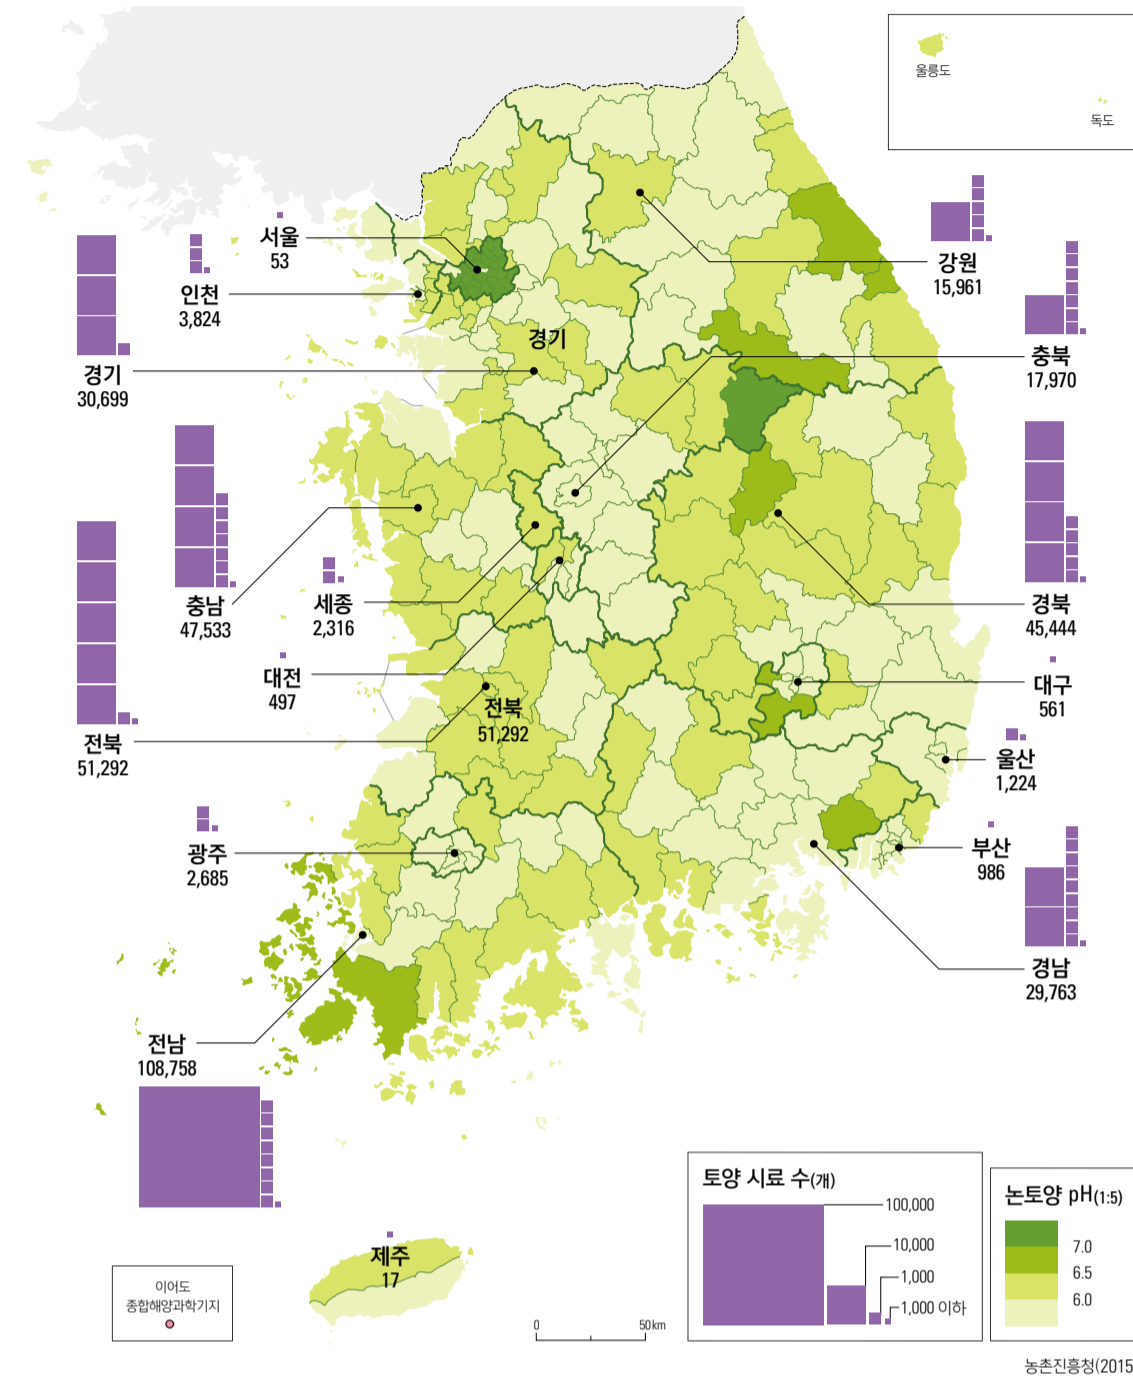 울릉도
독도
서울
53
인천
3,824
경기
30,699
경기
강원
15,961
충북
17,970
충남
47,533
세종
2,316
대전
497
전북
51,292
전북
51,292
경북
45,444
대구
561
울산
1,224
부산
986
광주
2,685
경남
29,763
전남
108,758
제주
17
이어도
종합해양과학기지
0 50km
토양 시료 수(개)
100,000
10,000
1,000
1,000 이하
논토양 pH(1:5)
7.0
6.5
6.0
농촌진흥청(2015